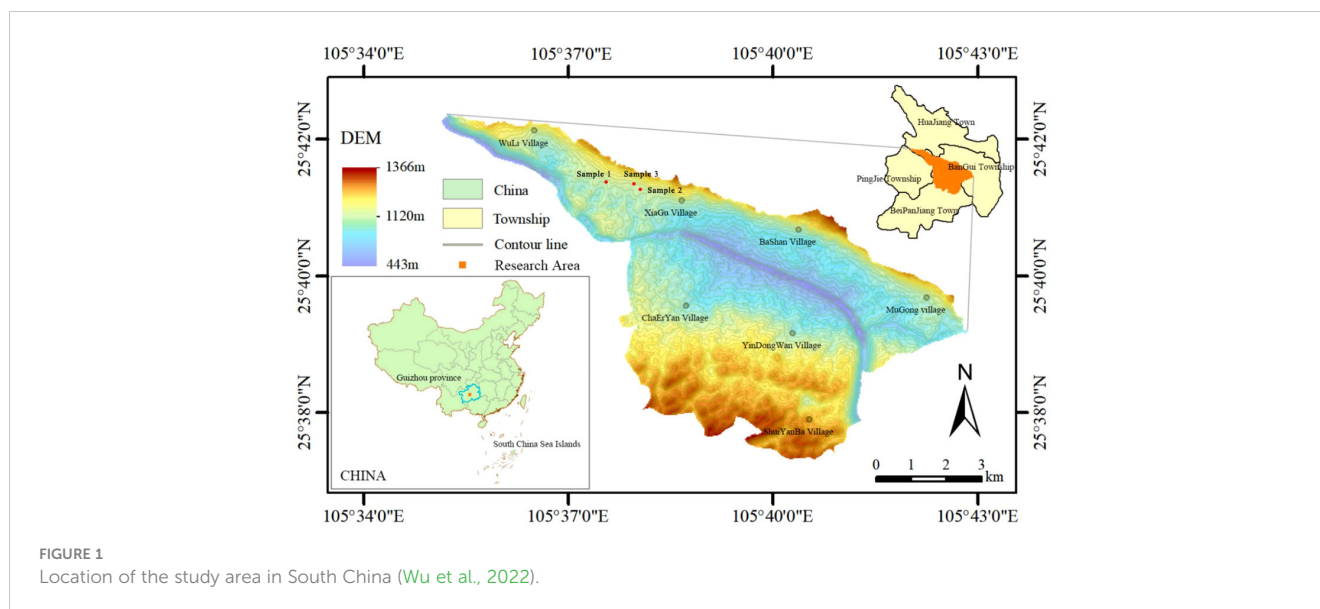 105°34'0"E 105°37'0"E 105°40'0"E 105°43'0"E
25°42'0"N
25°40'0"N
25°38'0"N
DEM
1366m
1120m
443m
China
Township
Contour line
Research Area
WuLi Village
Sample 1
Sample 3
Sample 2
XiaGu Village
BaShan Village
MuGong village
ChaErYan Village
YinDongWan Village
ShuiYanBa Village
HuaJiang Town
BanGui Township
PingJie Township
BeiPanJiang Town
Guizhou province
South China Sea Islands
CHINA
N
0 1 2 3
km
25°42'0"N
25°40'0"N
25°38'0"N
105°34'0"E 105°37'0"E 105°40'0"E 105°43'0"E
FIGURE 1
Location of the study area in South China (Wu et al., 2022).